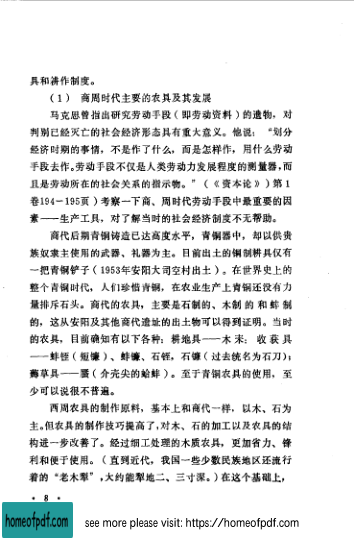 具和耕作制度。
(1) 商周时代主要的农具及其发展
马克思曾指出研究劳动手段(即劳动资料)的遗物，对
判别已经灭亡的社会经济形态具有重大意义。他说：“划分
经济时期的事情，不是作了什么，而是怎样作，用什么劳动
手段去作。劳动手段不仅是人类劳动力发展程度的测量器，而
且是劳动所在的社会关系的指示物。”(《资本论》)第1
卷194-195页)考察一下商、周时代劳动手段中最重要的因
素——生产工具，对了解当时的社会经济制度不无帮助。
商代后期青铜铸造已达高度水平，青铜器中，却以供贵
族奴隶主使用的武器、礼器为主。目前出土的铜制耕具仅有
一把青铜铲子(1953年安阳大司空村出土)。在世界史上的
整个青铜时代，人们珍惜青铜，在农业生产上青铜还没有力
量排斥石头。商代的农具，主要是石制的、木制的和蚌制
的，这从安阳及其他商代遗址的出土物可以得到证明。当时
的农具，目前确知有以下各种：耕地具——木耒；收获具
——蚌铚(短镰)、蚌镰、石铚，石镰(过去统名为石刀)；
薅草具——蜃(介壳尖的蛤蚌)。至于青铜农具的使用，至
少可以说很不普遍。
西周农具的制作原料，基本上和商代一样，以木、石为
主。但农具的制作技巧提高了，对木、石的加工以及农具的结
构进一步改善了。经过细工处理的木质农具，更加省力、锋
利和便于使用。(直到近代，我国一些少数民族地区还流行
着的“老木犁”，大约能犁地二、三寸深。)在这个基础上，
• 8 •
homeofpdf.com
see more please visit: https://homeofpdf.com